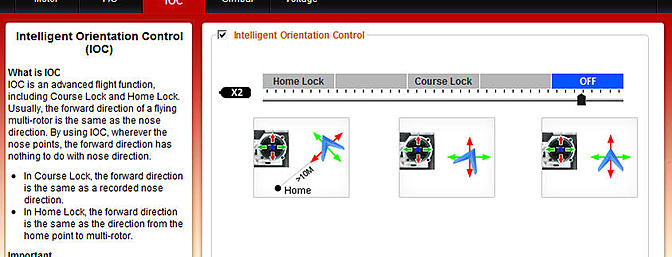 Motor
IOC
Gimbal
Voltage
Intelligent Orientation Control
(IOC)
What is IOC
IOC is an advanced flight function,
including Course Lock and Home Lock.
Usually, the forward direction of a flying
multi-rotor is the same as the nose
direction. By using IOC, wherever the
nose points, the forward direction has
nothing to do with nose direction.
In Course Lock, the forward direction
is the same as a recorded nose
direction.
In Home Lock, the forward direction
is the same as the direction from the
home point to multi-rotor.
Important
Intelligent Orientation Control
Home Lock
Course Lock
OFF
X2
>10M
Home